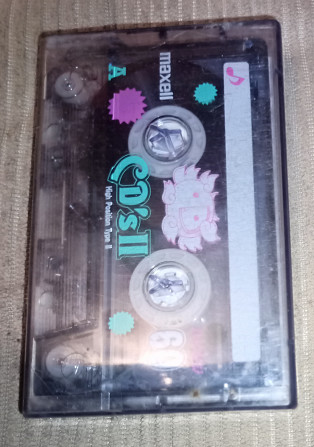 maxell
A
CD's II
High Position Type II
60